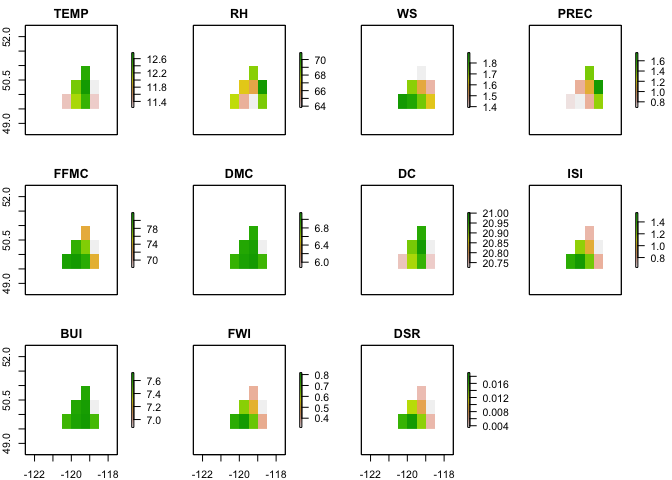 TEMP RH WS PREC
52.0 50.5 49.0
12.6 12.2 11.8 11.4
70 68 66 64
1.8 1.7 1.6 1.5 1.4
1.6 1.4 1.2 1.0 0.8
FFMC DMC DC ISI
52.0 50.5 49.0
78 74 70
6.8 6.4 6.0
21.00 20.95 20.90 20.85 20.80 20.75
1.4 1.2 1.0 0.8
BUI FWI DSR
52.0 50.5 49.0
7.6 7.4 7.2 7.0
0.8 0.7 0.6 0.5 0.4
0.016 0.012 0.008 0.004
-122 -120 -118
-122 -120 -118
-122 -120 -118